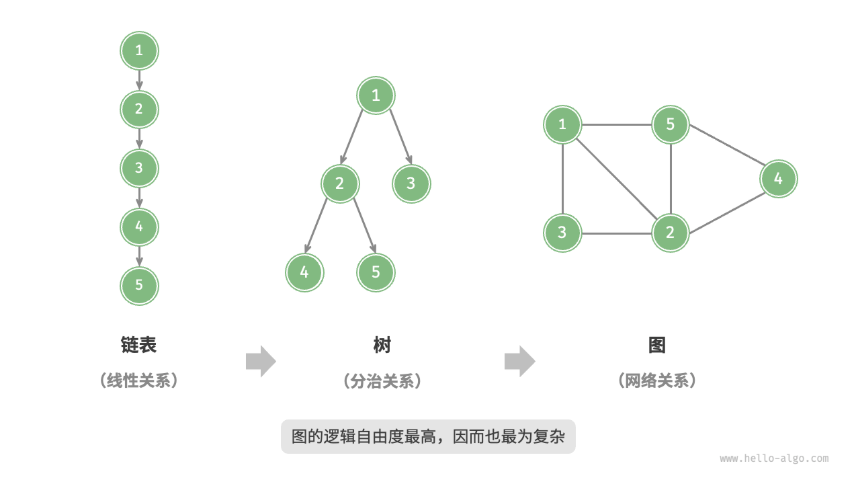 1
2
3
4
5
1
2
3
4
5
1
5
4
3
2
链表
树
图
（线性关系）
（分治关系）
（网络关系）
图的逻辑自由度最高，因而也最为复杂
www.hello-algo.com